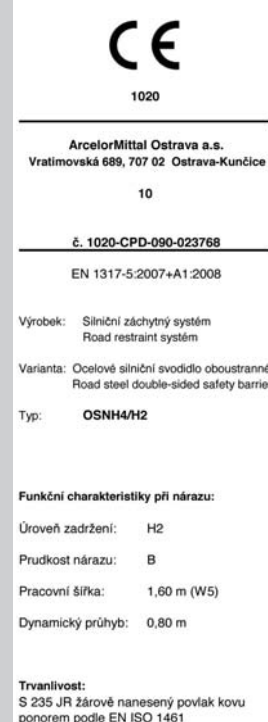 CE
1020
ArcelorMittal Ostrava a.s.
Vratimovská 689, 707 02 Ostrava-Kunčice
10
č. 1020-CPD-090-023768
EN 1317-5:2007+A1:2008
Výrobek: Silniční záchytný systém
Road restraint systém
Varianta: Ocelové silniční svodidlo oboustranné
Road steel double-sided safety barrie
Typ: OSNH4/H2
Funkční charakteristiky při nárazu:
Úroveň zadržení: H2
Prudkost nárazu: B
Pracovní šířka: 1,60 m (W5)
Dynamický průhyb: 0,80 m
Trvanlivost:
S 235 JR žárově nanesený povlak kovu
ponorem podle EN ISO 1461